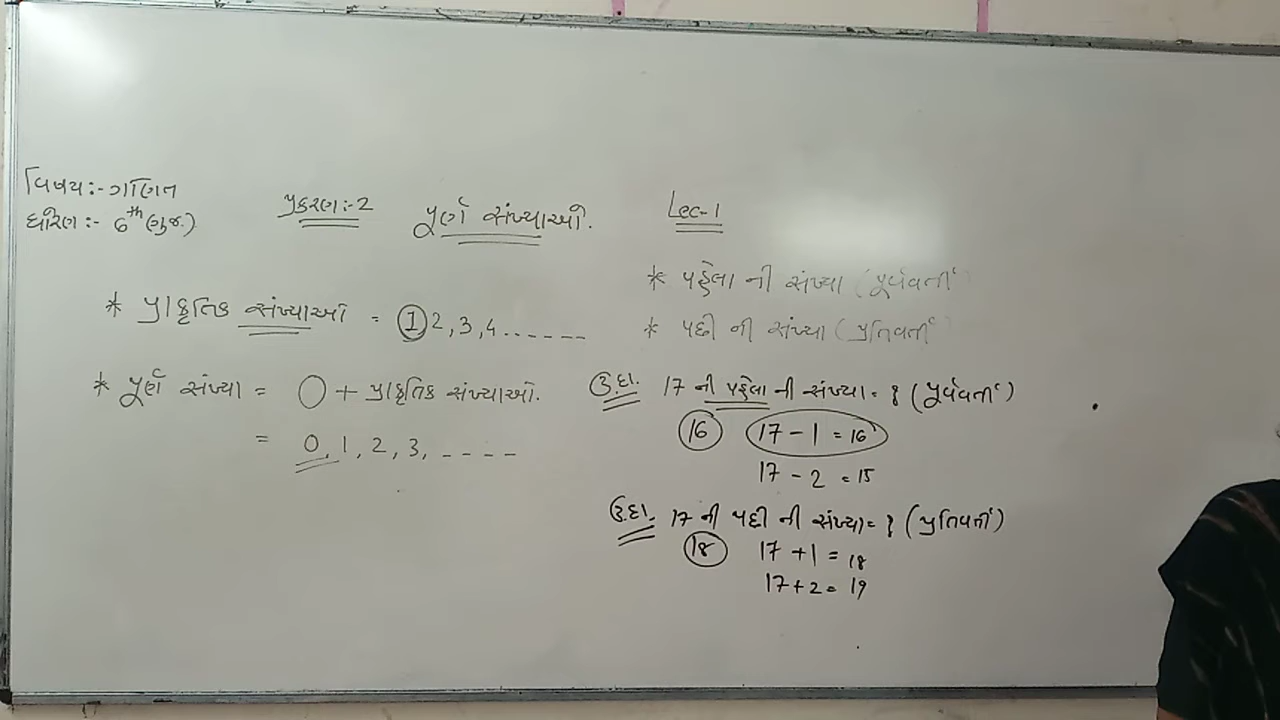 વિષય:- ગણિત
ધોરણ:- 6th (ગુજ.)
પ્રકરણ:-2
પૂર્ણ સંખ્યાઓ.
Lec-1
* પ્રાકૃતિક સંખ્યાઓ = 1 2, 3, 4 . . - - - - -
* પૂર્ણ સંખ્યા = 0 + પ્રાકૃતિક સંખ્યાઓ.
= 0, 1, 2, 3, - - - -
* પહેલા ની સંખ્યા (પૂર્વવર્તી)
* પછી ની સંખ્યા (પ્રતિવર્તી)
ઉ.દા. 17 ની પહેલા ની સંખ્યા = ? (પૂર્વવર્તી)
16 17 - 1 = 16
17 - 2 = 15
ઉ.દા. 17 ની પછી ની સંખ્યા = ? (પ્રતિવર્તી)
18 17 + 1 = 18
17 + 2 = 19